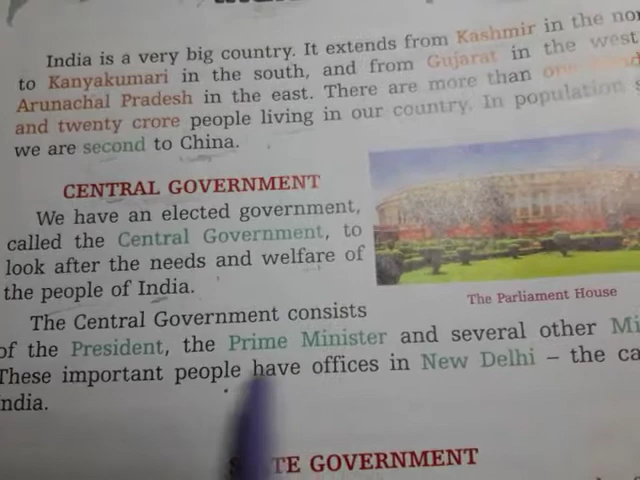 India is a very big country. It extends from Kashmir in the
to Kanyakumari in the south, and from Gujarat in the west
Arunachal Pradesh in the east. There are more than one
and twenty crore people living in our country. In population
we are second to China.
CENTRAL GOVERNMENT
We have an elected government,
called the Central Government, to
look after the needs and welfare of
the people of India.
The Parliament House
The Central Government consists
of the President, the Prime Minister and several other
These important people have offices in New Delhi – the
GOVERNMENT